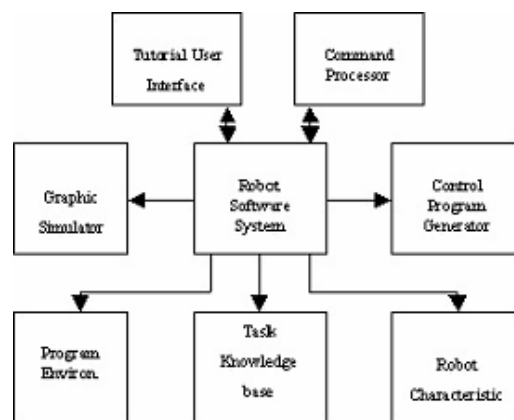 Tutorial User
Interface
Command
Processor
Graphic
Simulator
Robot
Software
System
Control
Program
Generator
Program
Environ.
Task
Knowledge
base
Robot
Characteristic